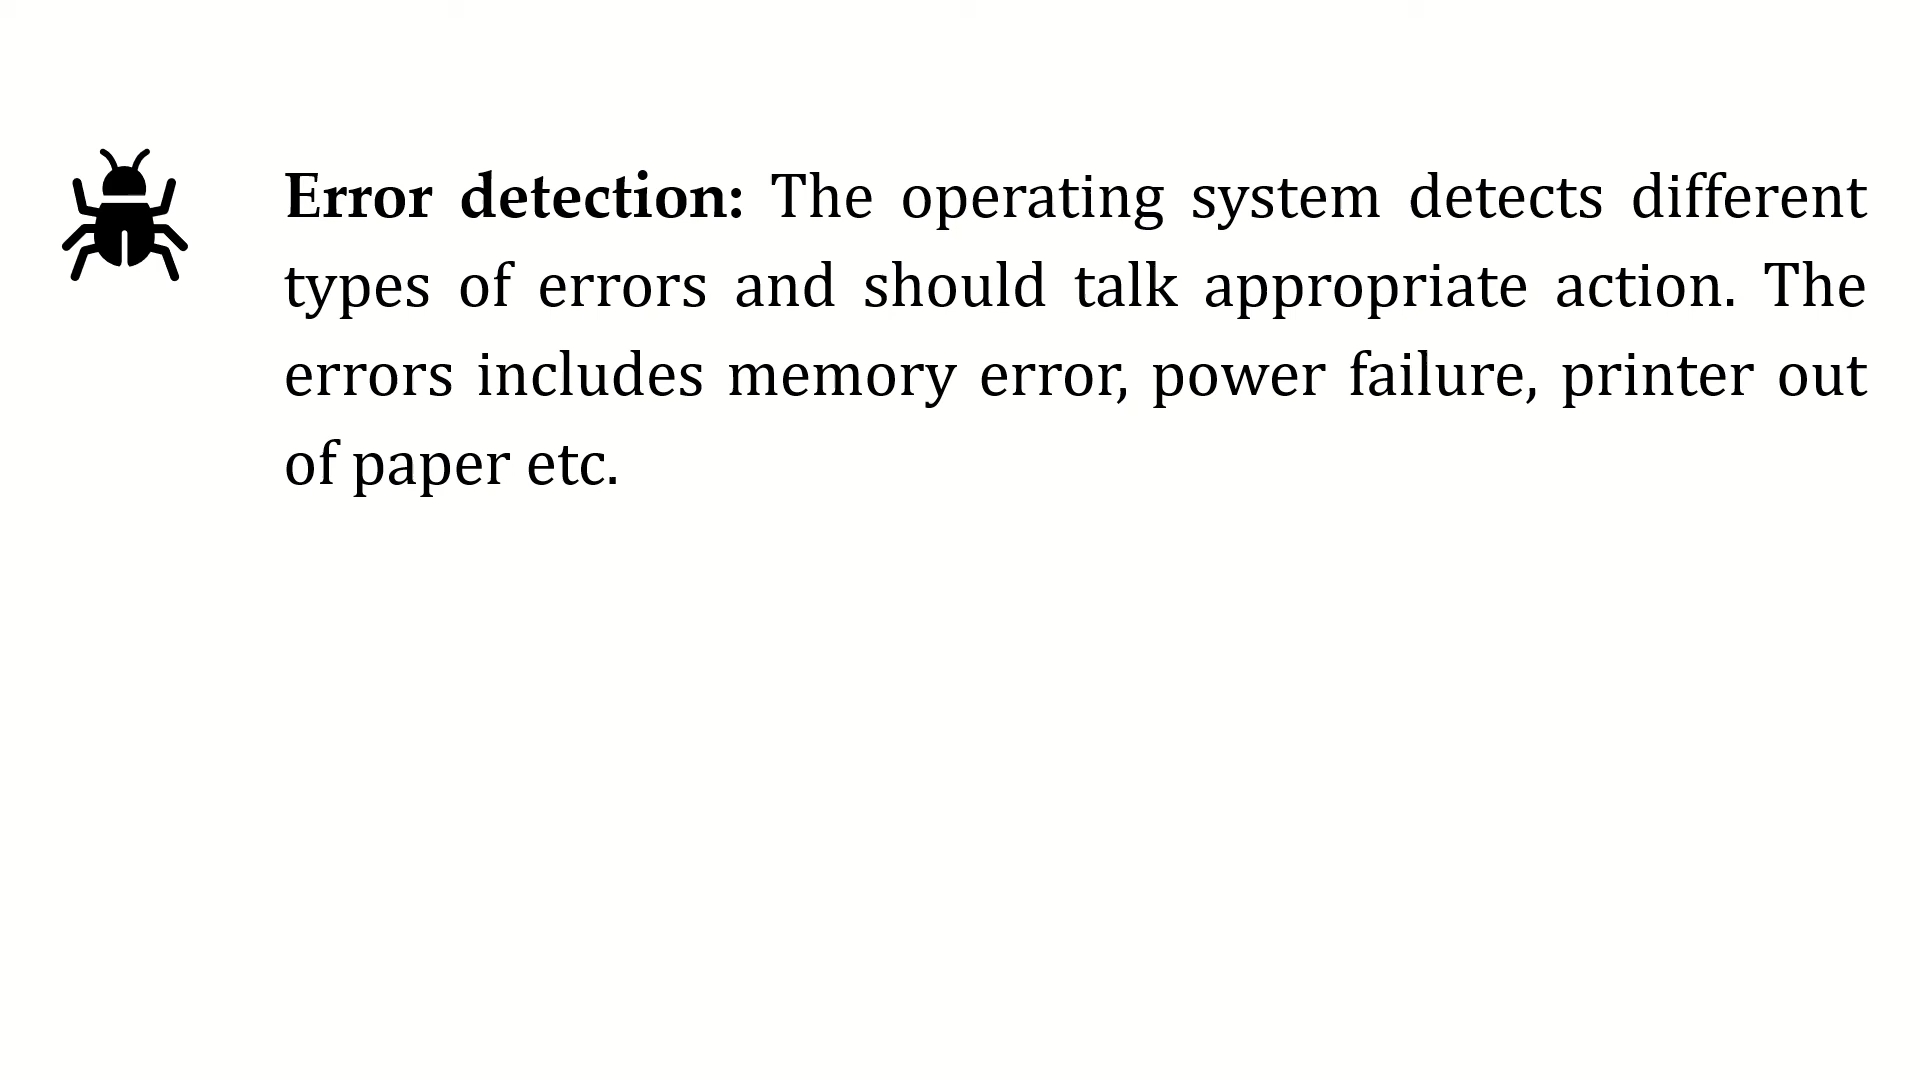 Error detection: The operating system detects different
types of errors and should talk appropriate action. The
errors includes memory error, power failure, printer out
of paper etc.